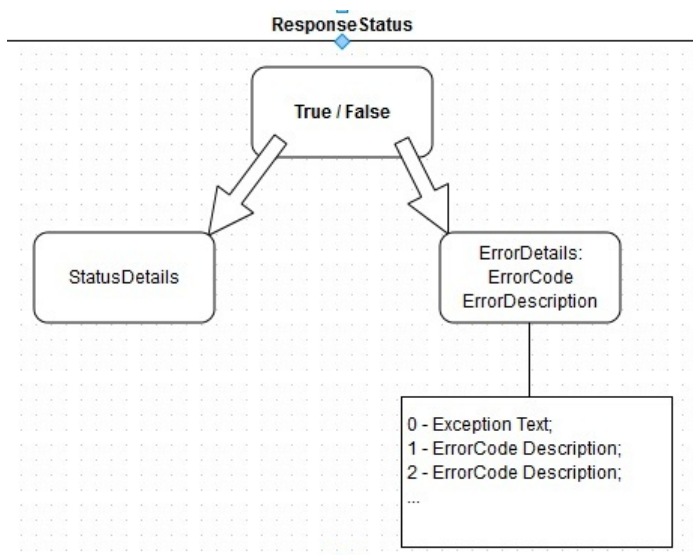 ResponseStatus
True / False
StatusDetails
ErrorDetails:
ErrorCode
ErrorDescription
0 - Exception Text;
1 - ErrorCode Description;
2 - ErrorCode Description;
...